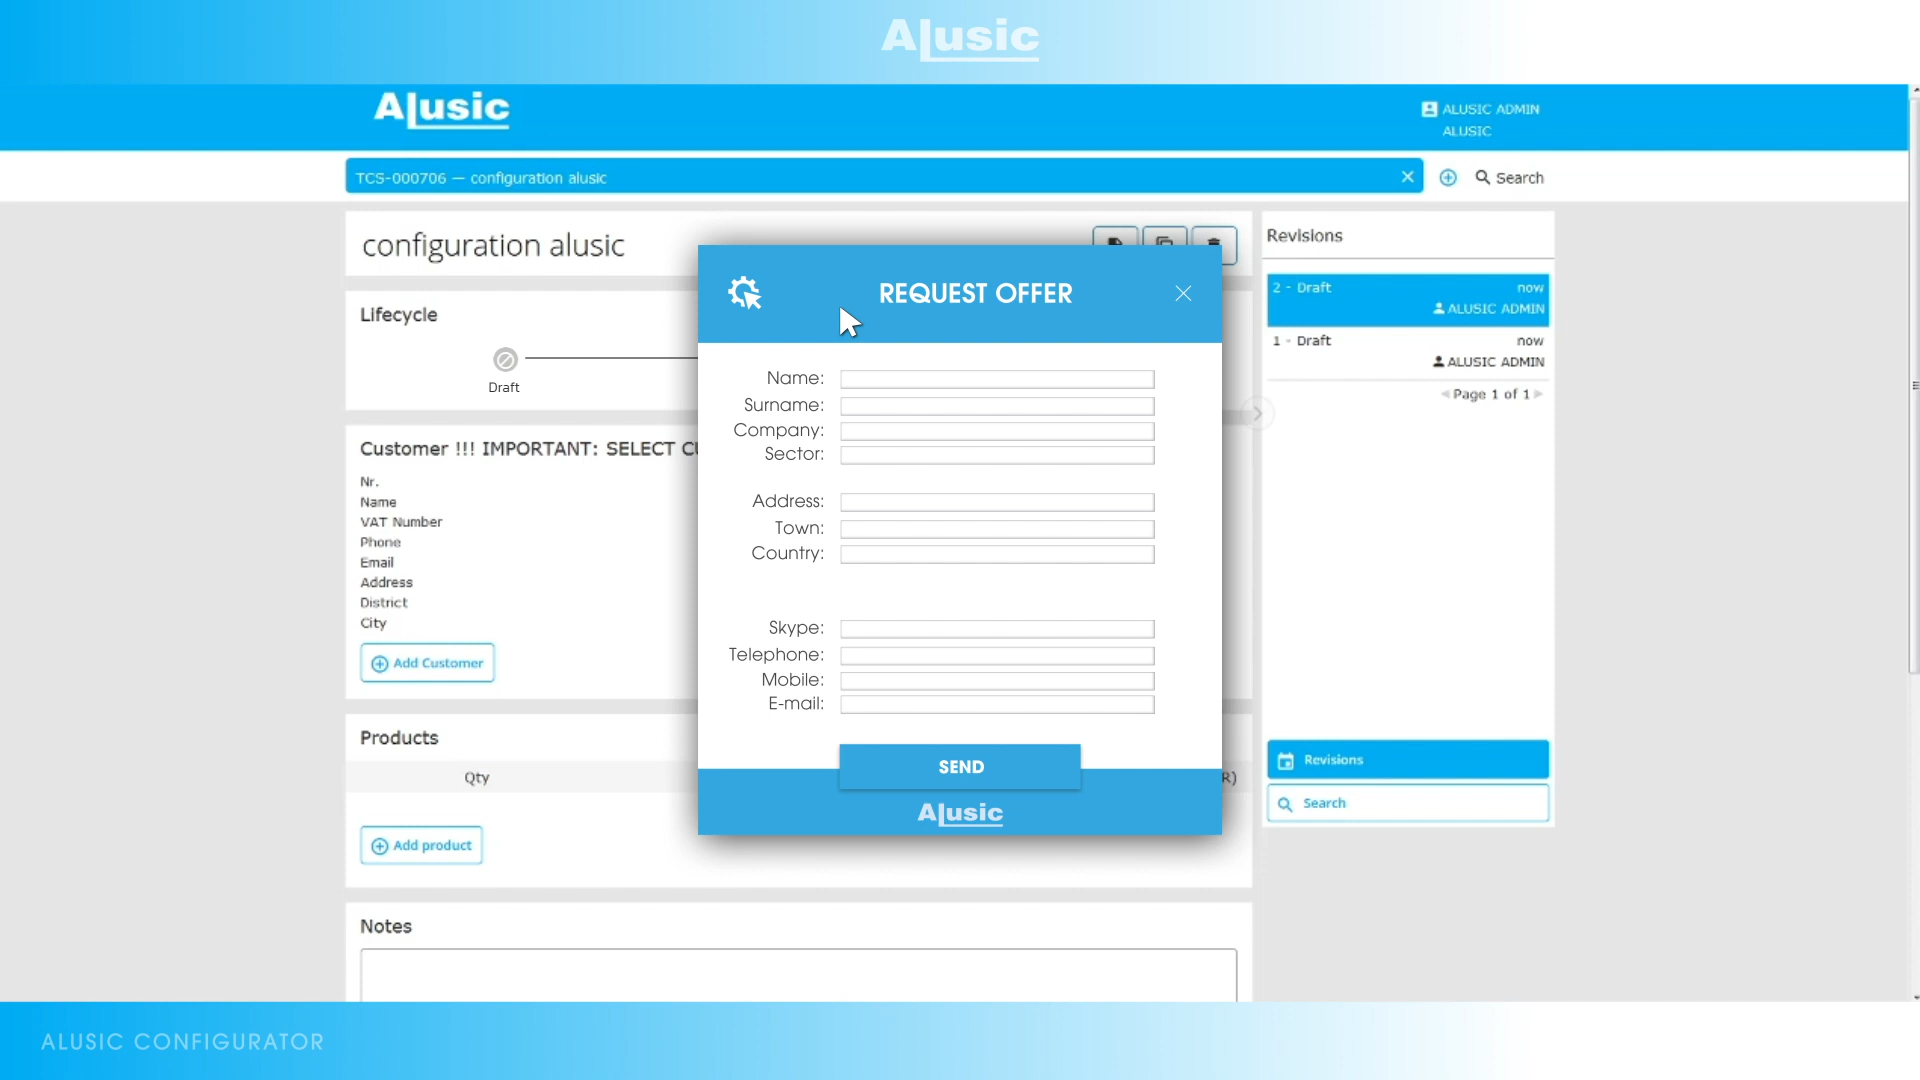 Alusic
Alusic
ALUSIC ADMIN
ALUSIC
TCS-000706 — configuration alusic
Search
configuration alusic
Revisions
2 - Draft now
ALUSIC ADMIN
1 - Draft now
ALUSIC ADMIN
Page 1 of 1
Lifecycle
Draft
Customer !!! IMPORTANT: SELECT
Nr.
Name
VAT Number
Phone
Email
Address
District
City
Add Customer
Products
Qty
R)
Add product
Notes
REQUEST OFFER
Name:
Surname:
Company:
Sector:
Address:
Town:
Country:
Skype:
Telephone:
Mobile:
E-mail:
SEND
Alusic
Revisions
Search
ALUSIC CONFIGURATOR